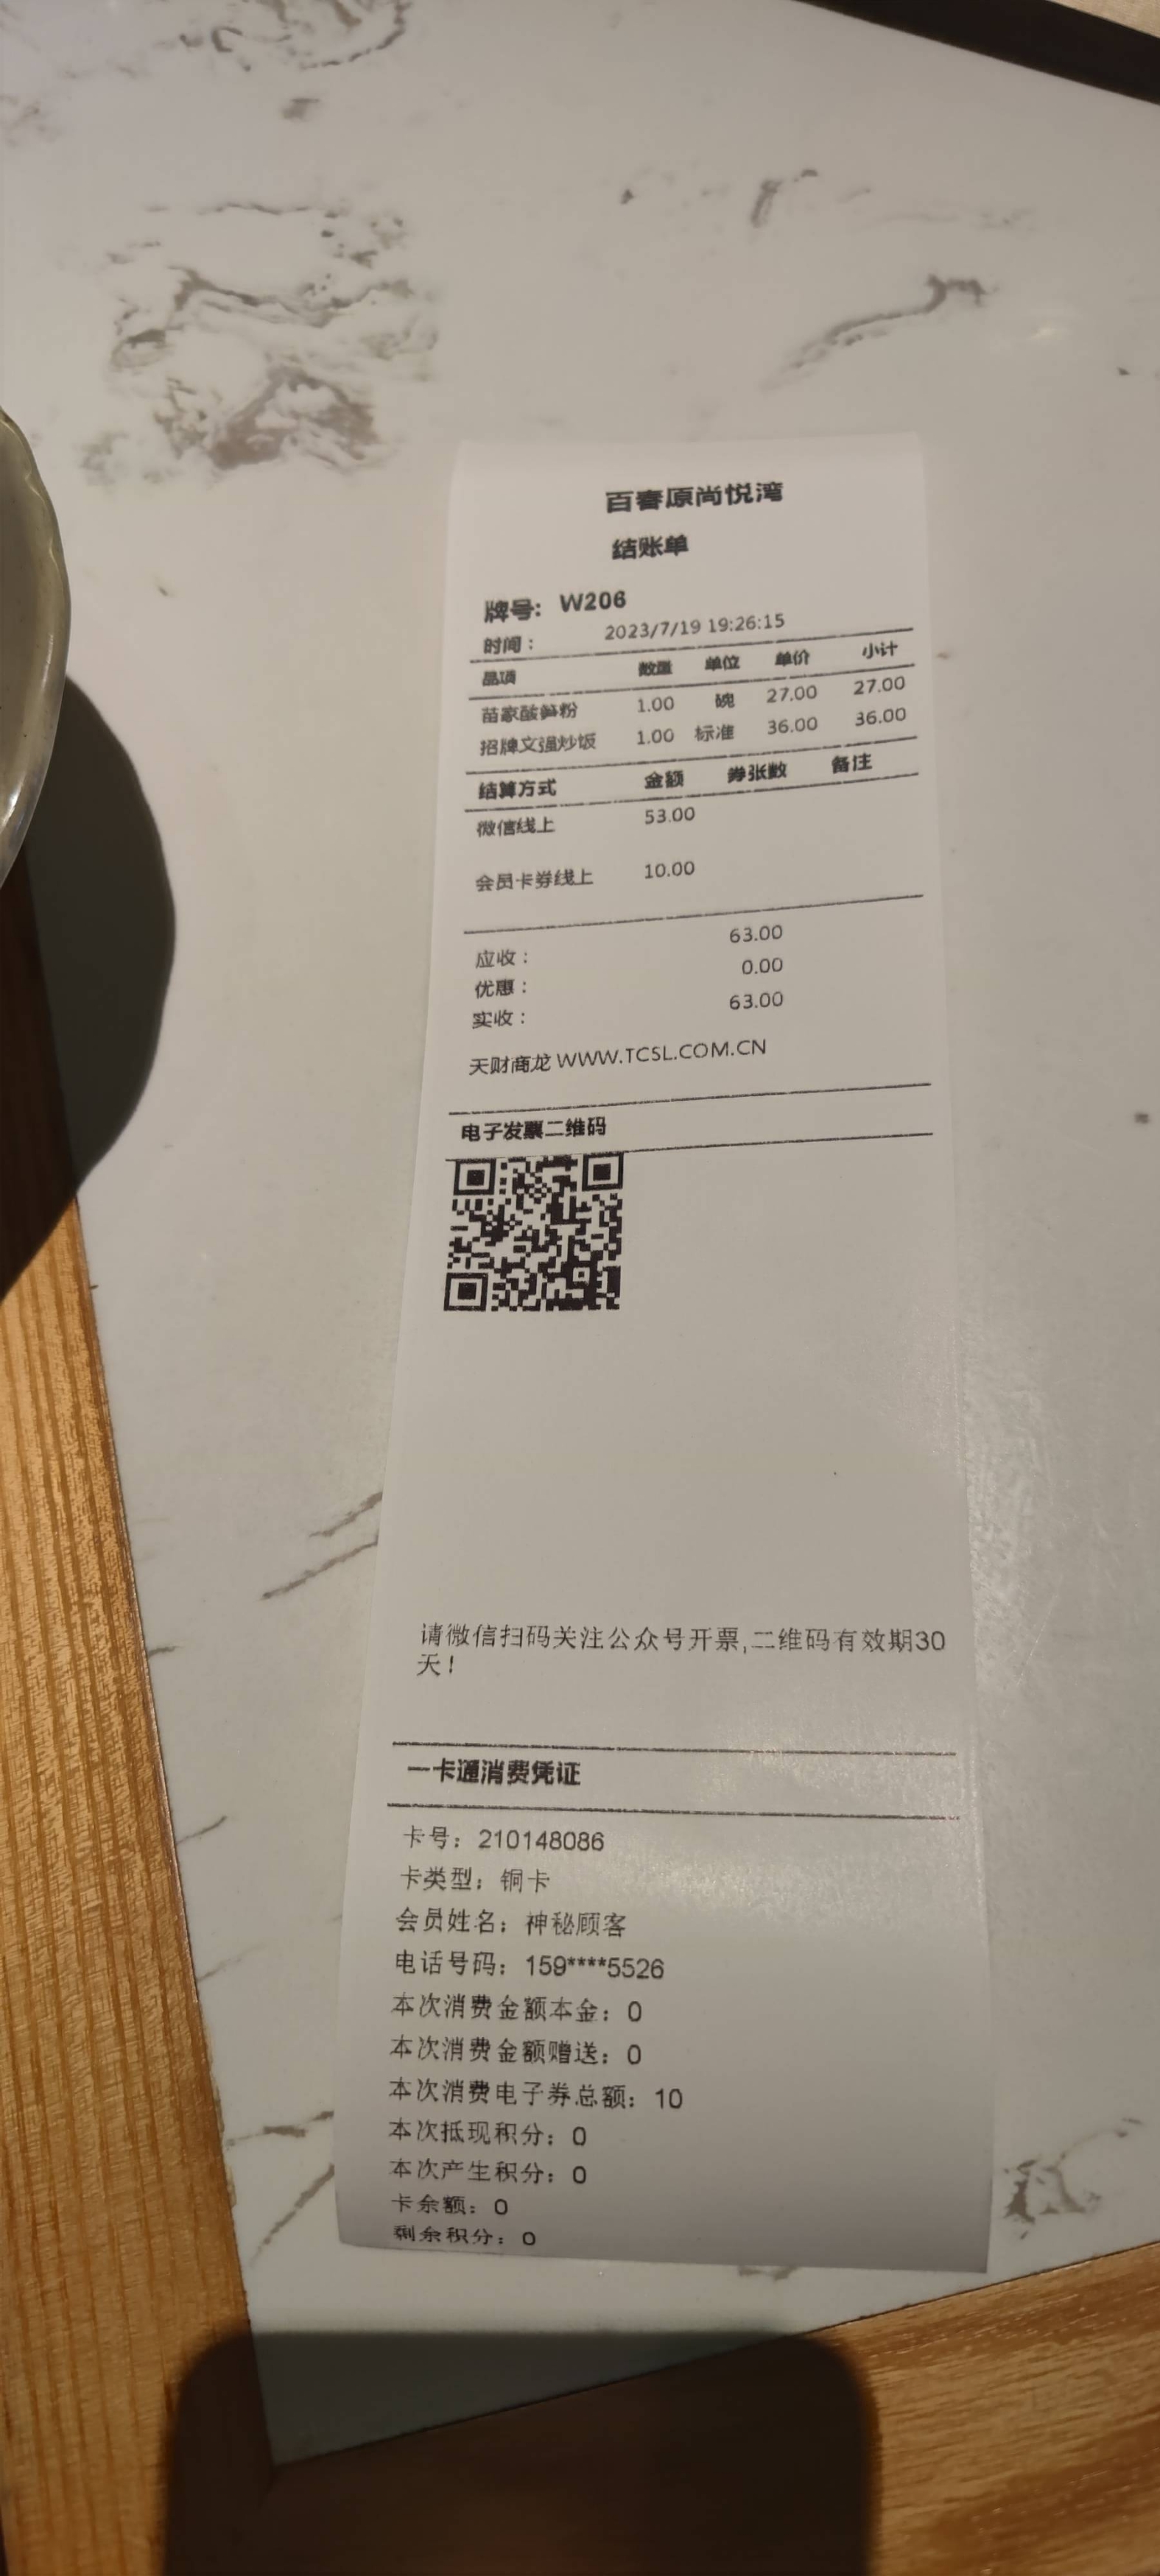 百春原尚悦湾
结账单
牌号: W206
时间: 2023/7/19 19:26:15
品项 数量 单位 单价 小计
苗家酸笋粉 1.00 碗 27.00 27.00
招牌文强炒饭 1.00 标准 36.00 36.00
结算方式 金额 券张数 备注
微信线上 53.00
会员卡券线上 10.00
应收: 63.00
优惠: 0.00
实收: 63.00
天财商龙 WWW.TCSL.COM.CN
电子发票二维码
请微信扫码关注公众号开票,二维码有效期30
天!
一卡通消费凭证
卡号: 210148086
卡类型: 铜卡
会员姓名: 神秘顾客
电话号码: 159****5526
本次消费金额本金: 0
本次消费金额赠送: 0
本次消费电子券总额: 10
本次抵现积分: 0
本次产生积分: 0
卡余额: 0
剩余积分: 0